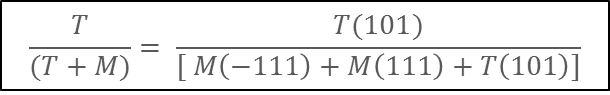 T/(T + M) = T(101)/[ M(−111) + M(111) + T(101)]